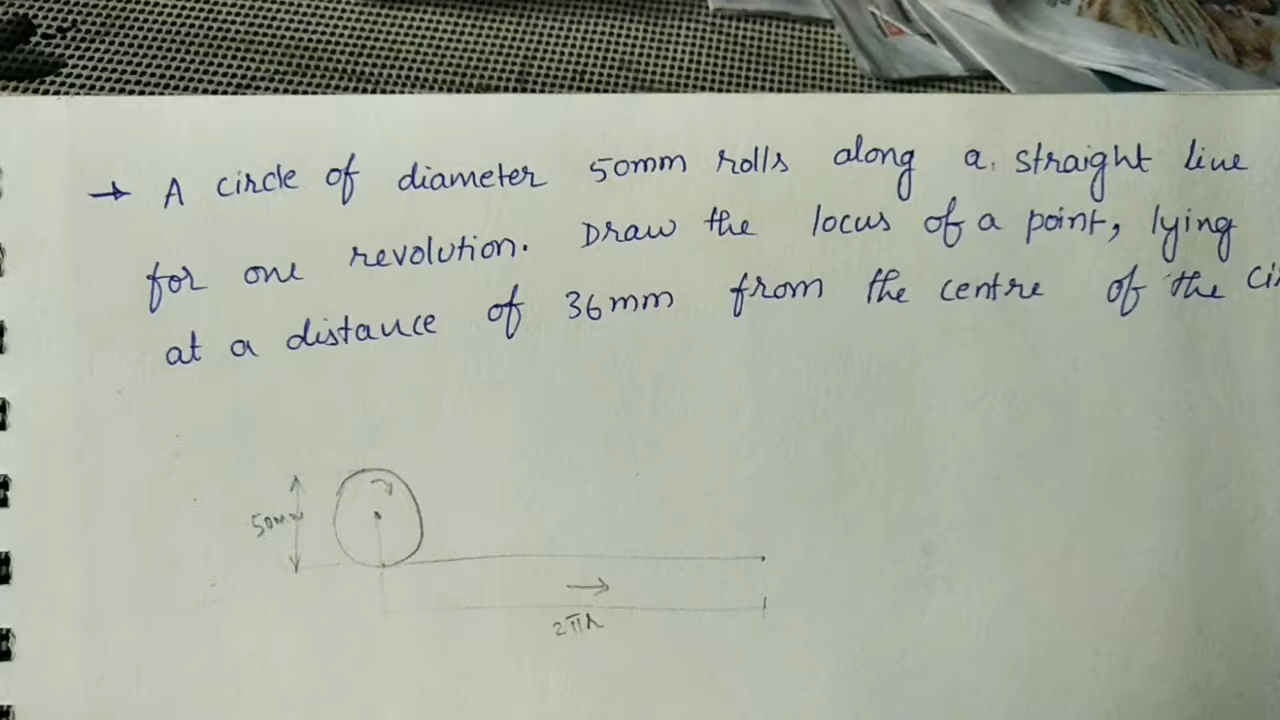 → A circle of diameter 50mm rolls along a straight line
for one revolution. Draw the locus of a point, lying
at a distance of 36mm from the centre of the
50mm
2πr